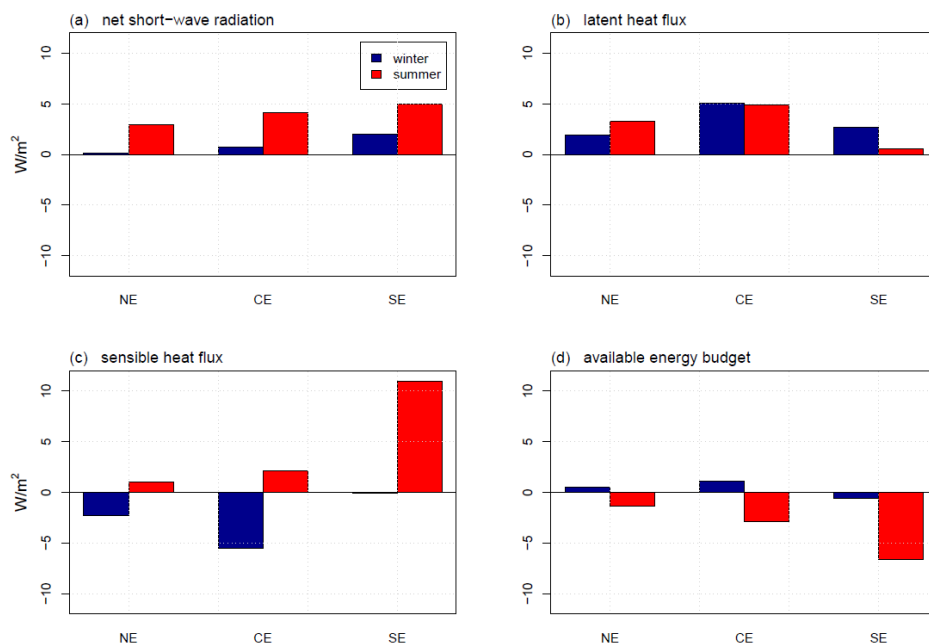 (a) net short−wave radiation
(b) latent heat flux
winter
summer
W/m²
10
5
0
−5
−10
NE
CE
SE
10
5
0
−5
−10
NE
CE
SE
(c) sensible heat flux
(d) available energy budget
W/m²
10
5
0
−5
−10
NE
CE
SE
10
5
0
−5
−10
NE
CE
SE